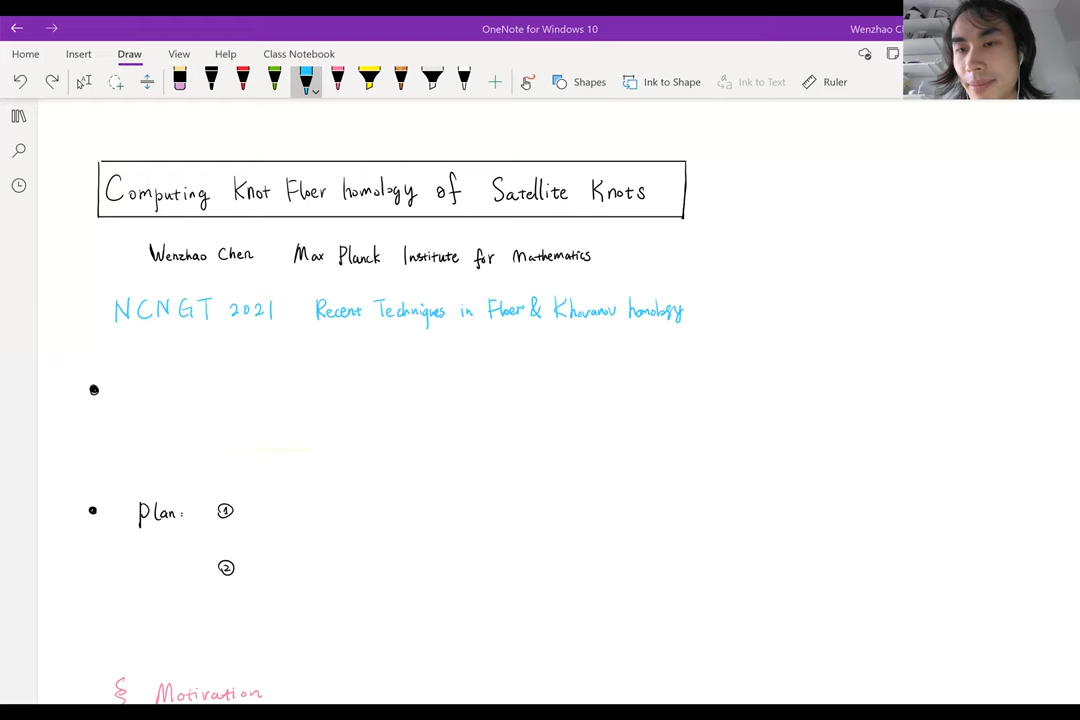 OneNote for Windows 10
Wenzhao C
Home Insert Draw View Help Class Notebook
Shapes Ink to Shape Ink to Text Ruler
Computing Knot Floer homology of Satellite Knots
Wenzhao Chen Max Planck Institute for Mathematics
NCNGT 2021 Recent Techniques in Floer & Khovanov homology
• 
• Plan: ①
②
§ Motivation